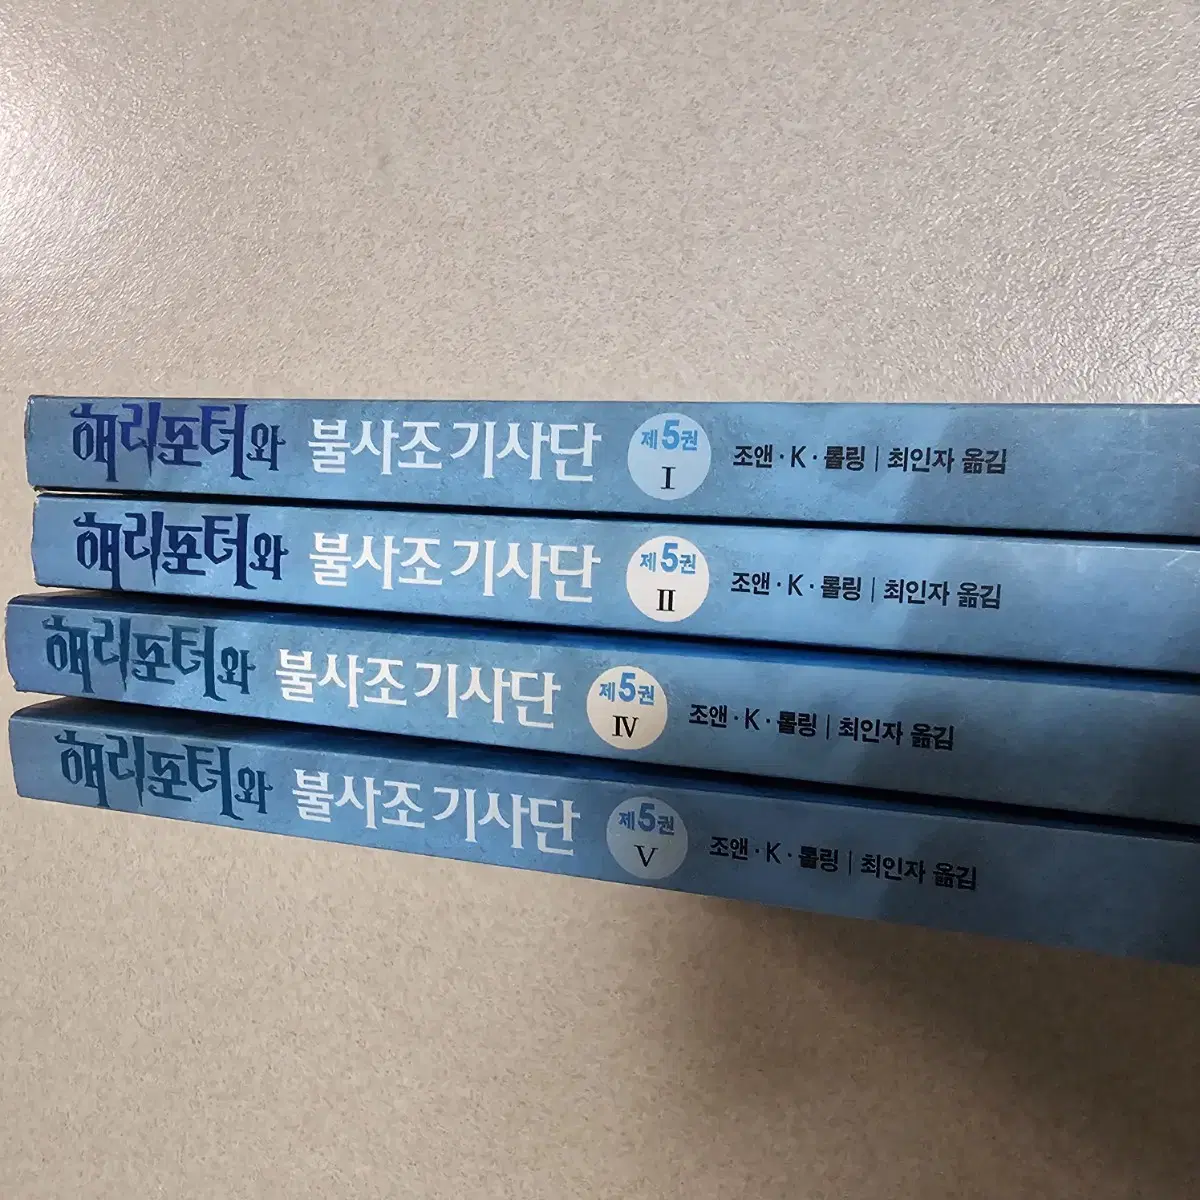 해리포터와 불사조 기사단 제5권 I 조앤·K·롤링 | 최인자 옮김
해리포터와 불사조 기사단 제5권 II 조앤·K·롤링 | 최인자 옮김
해리포터와 불사조 기사단 제5권 IV 조앤·K·롤링 | 최인자 옮김
해리포터와 불사조 기사단 제5권 V 조앤·K·롤링 | 최인자 옮김